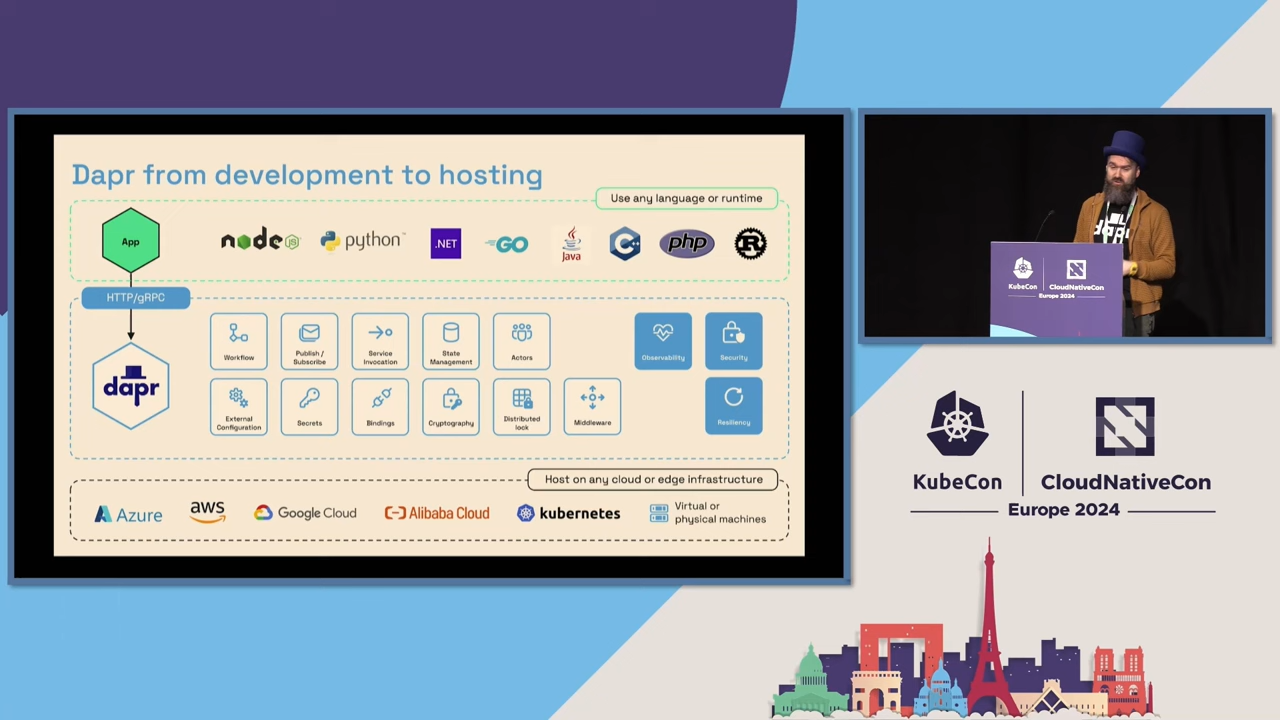 Dapr from development to hosting
Use any language or runtime
App
node JS
python
.NET
GO
Java
C
php
R
HTTP/gRPC
dapr
Workflow
Publish /
Subscribe
Service
Invocation
State
Management
Actors
Observability
Security
External
Configuration
Secrets
Bindings
Cryptography
Distributed
lock
Middleware
Resiliency
Host on any cloud or edge infrastructure
Azure
aws
Google Cloud
Alibaba Cloud
kubernetes
Virtual or
physical machines
dapr
KubeCon
CloudNativeCon
Europe 2024
KubeCon
CloudNativeCon
Europe 2024